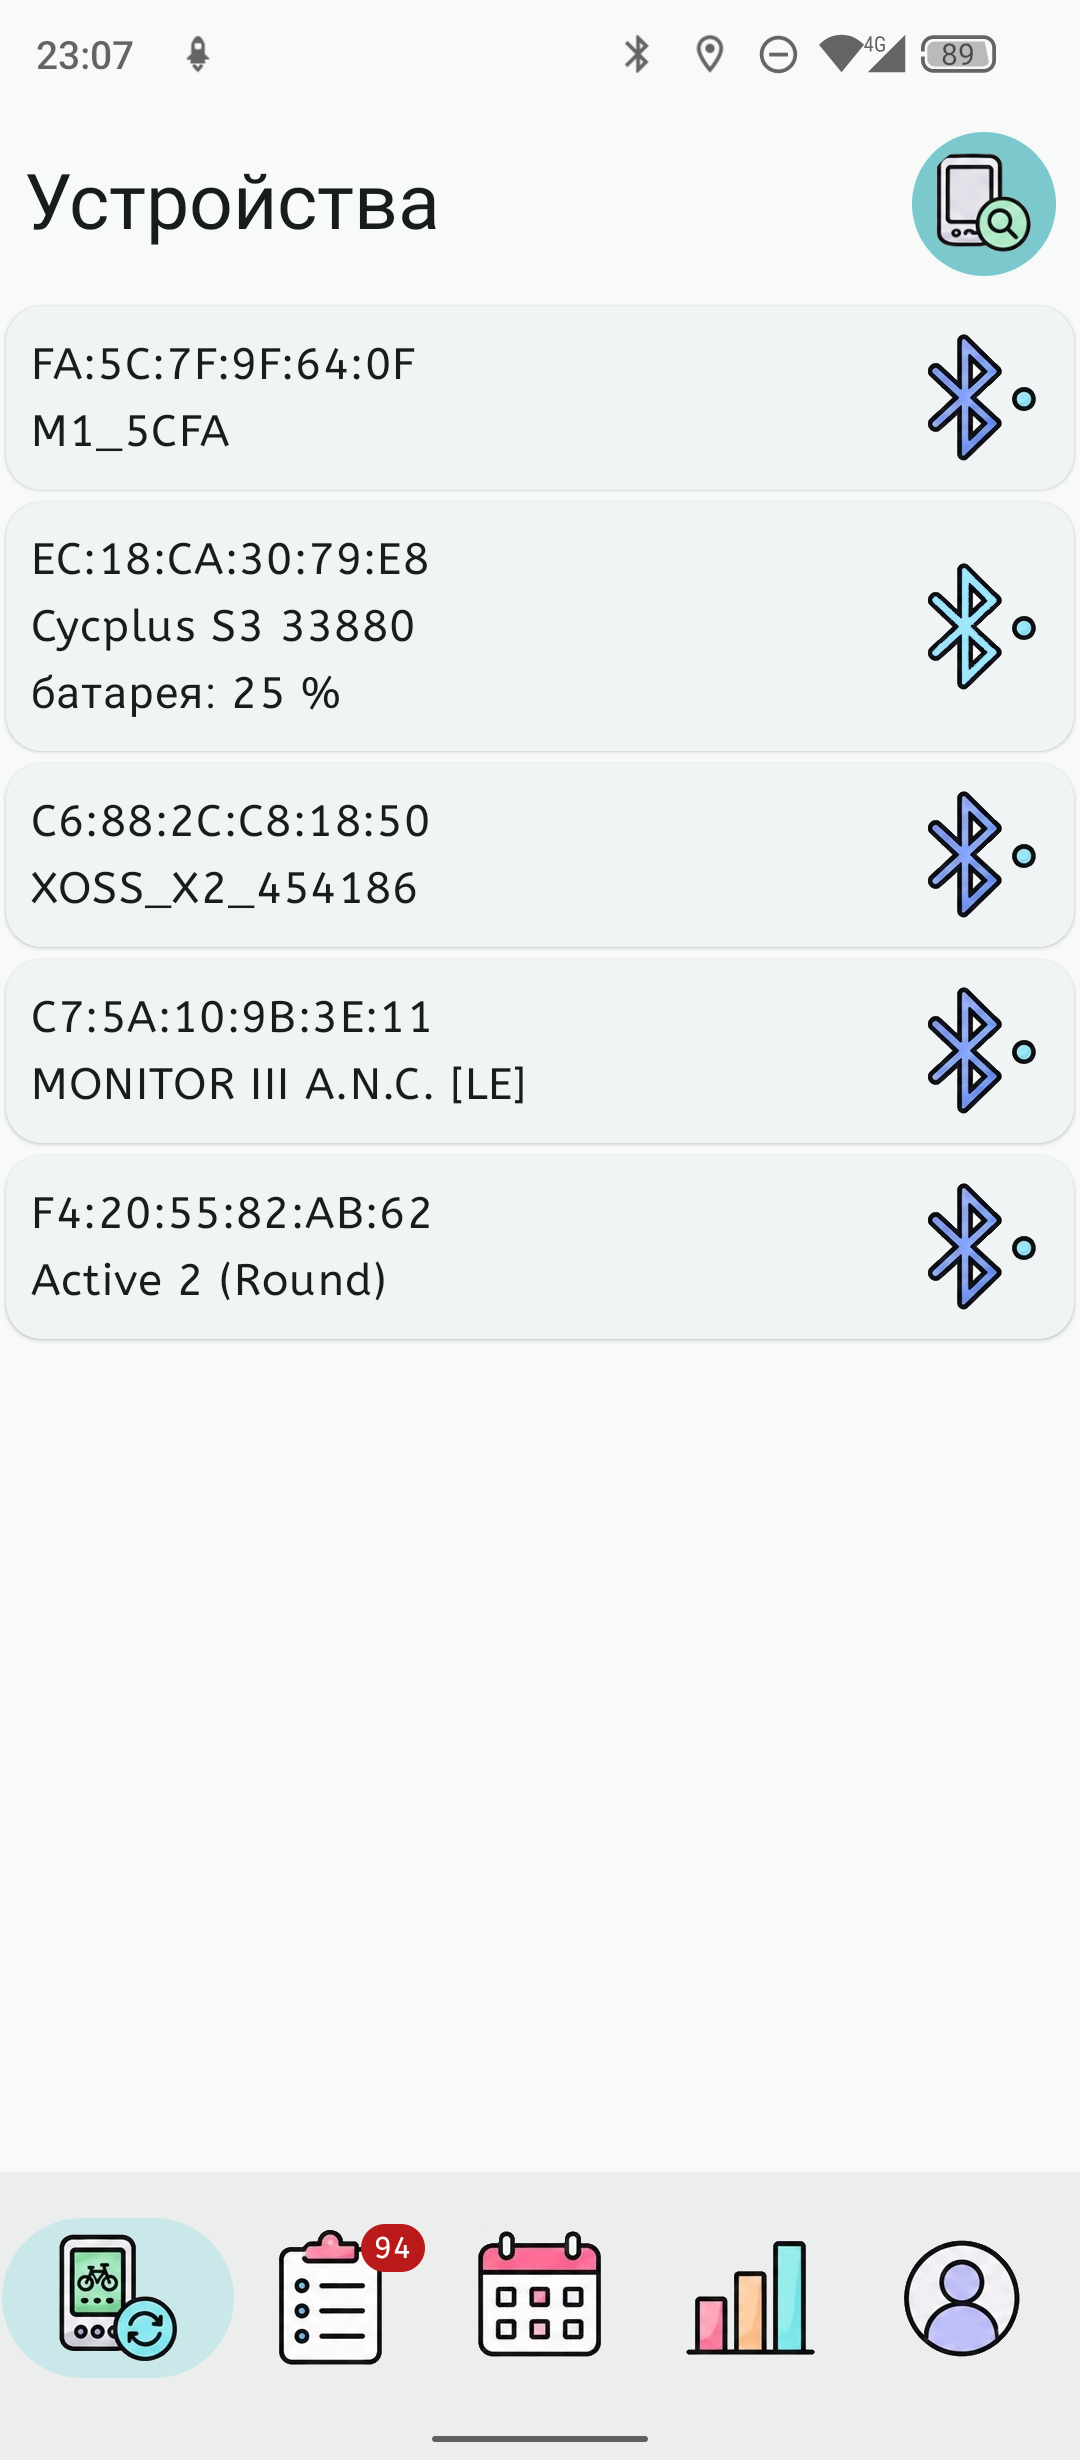 23:07
4G
89
Устройства
FA:5C:7F:9F:64:0F
M1_5CFA
EC:18:CA:30:79:E8
Cycplus S3 33880
батарея: 25 %
C6:88:2C:C8:18:50
XOSS_X2_454186
C7:5A:10:9B:3E:11
MONITOR III A.N.C. [LE]
F4:20:55:82:AB:62
Active 2 (Round)
94